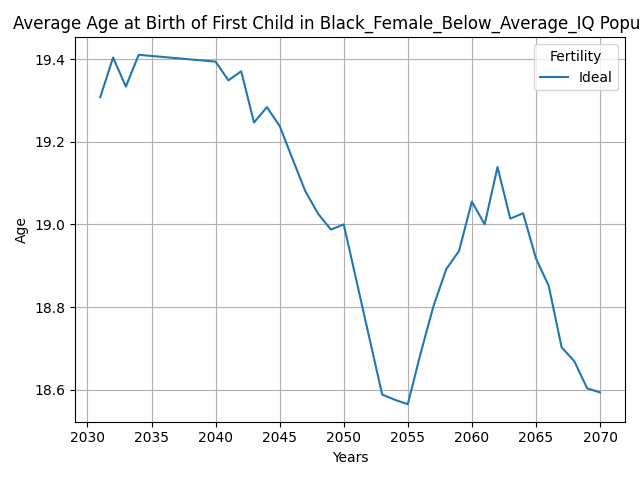 Average Age at Birth of First Child in Black_Female_Below_Average_IQ Popu
Fertility
Ideal
19.4
19.2
19.0
18.8
18.6
Age
2030 2035 2040 2045 2050 2055 2060 2065 2070
Years